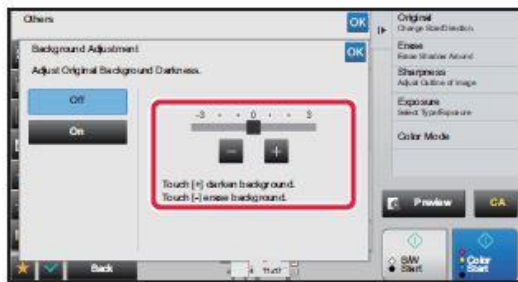 Others
OK
Background Adjustment
OK
Adjust Original Background Darkness.
Off
On
-3 0 3
- +
Touch [+] darken background.
Touch [-] erase background.
Back
11x17
Original
Change Size/Direction
Erase
Erase Shadow Around
Sharpness
Adjust Outline of Image
Exposure
Select Type/Exposure
Color Mode
Preview
CA
B/W
Start
Color
Start